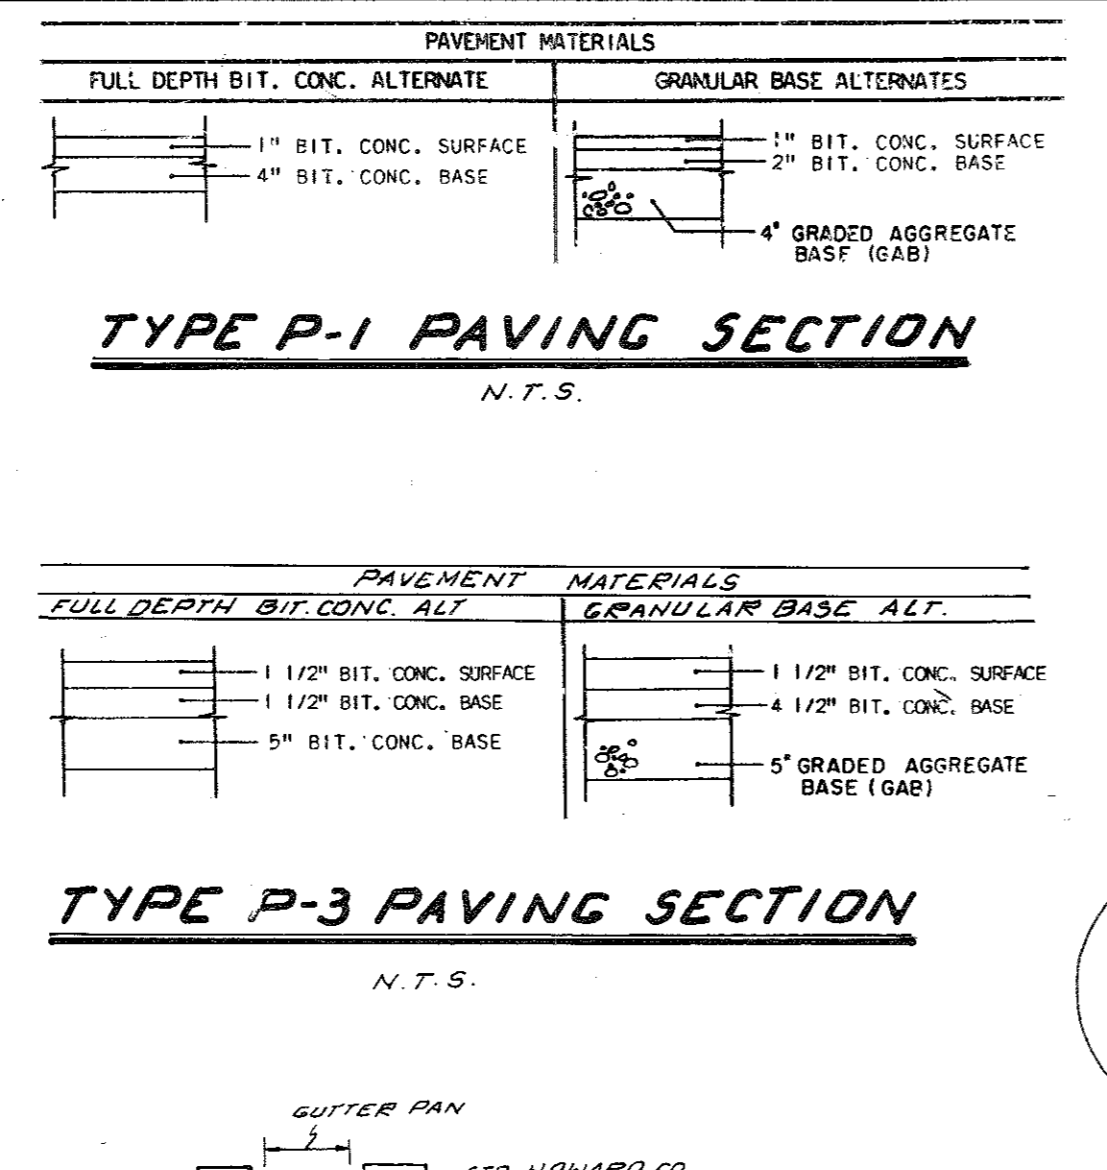 PAVEMENT MATERIALS
FULL DEPTH BIT. CONC. ALTERNATE
GRANULAR BASE ALTERNATES
1" BIT. CONC. SURFACE
4" BIT. CONC. BASE
1" BIT. CONC. SURFACE
2" BIT. CONC. BASE
4" GRADED AGGREGATE
BASE (GAB)
TYPE P-1 PAVING SECTION
N.T.S.
PAVEMENT MATERIALS
FULL DEPTH BIT. CONC. ALT
GRANULAR BASE ALT.
1 1/2" BIT. CONC. SURFACE
1 1/2" BIT. CONC. BASE
5" BIT. CONC. BASE
1 1/2" BIT. CONC. SURFACE
4 1/2" BIT. CONC. BASE
5" GRADED AGGREGATE
BASE (GAB)
TYPE P-3 PAVING SECTION
N.T.S.
GUTTER PAN
HOWARD CO